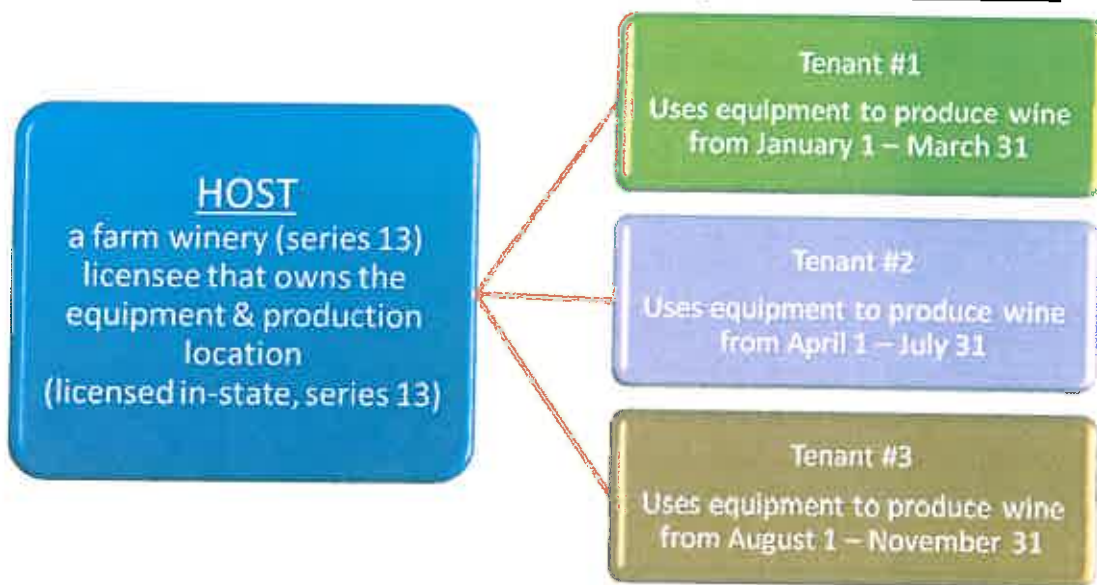 HOST
a farm winery (series 13)
licensee that owns the
equipment & production
location
(licensed in-state, series 13)
Tenant #1
Uses equipment to produce wine
from January 1 – March 31
Tenant #2
Uses equipment to produce wine
from April 1 – July 31
Tenant #3
Uses equipment to produce wine
from August 1 – November 31